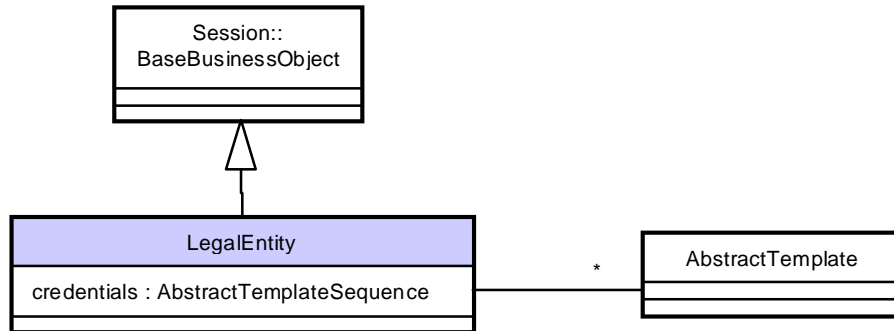 Session::
BaseBusinessObject
LegalEntity
credentials : AbstractTemplateSequence
*
AbstractTemplate